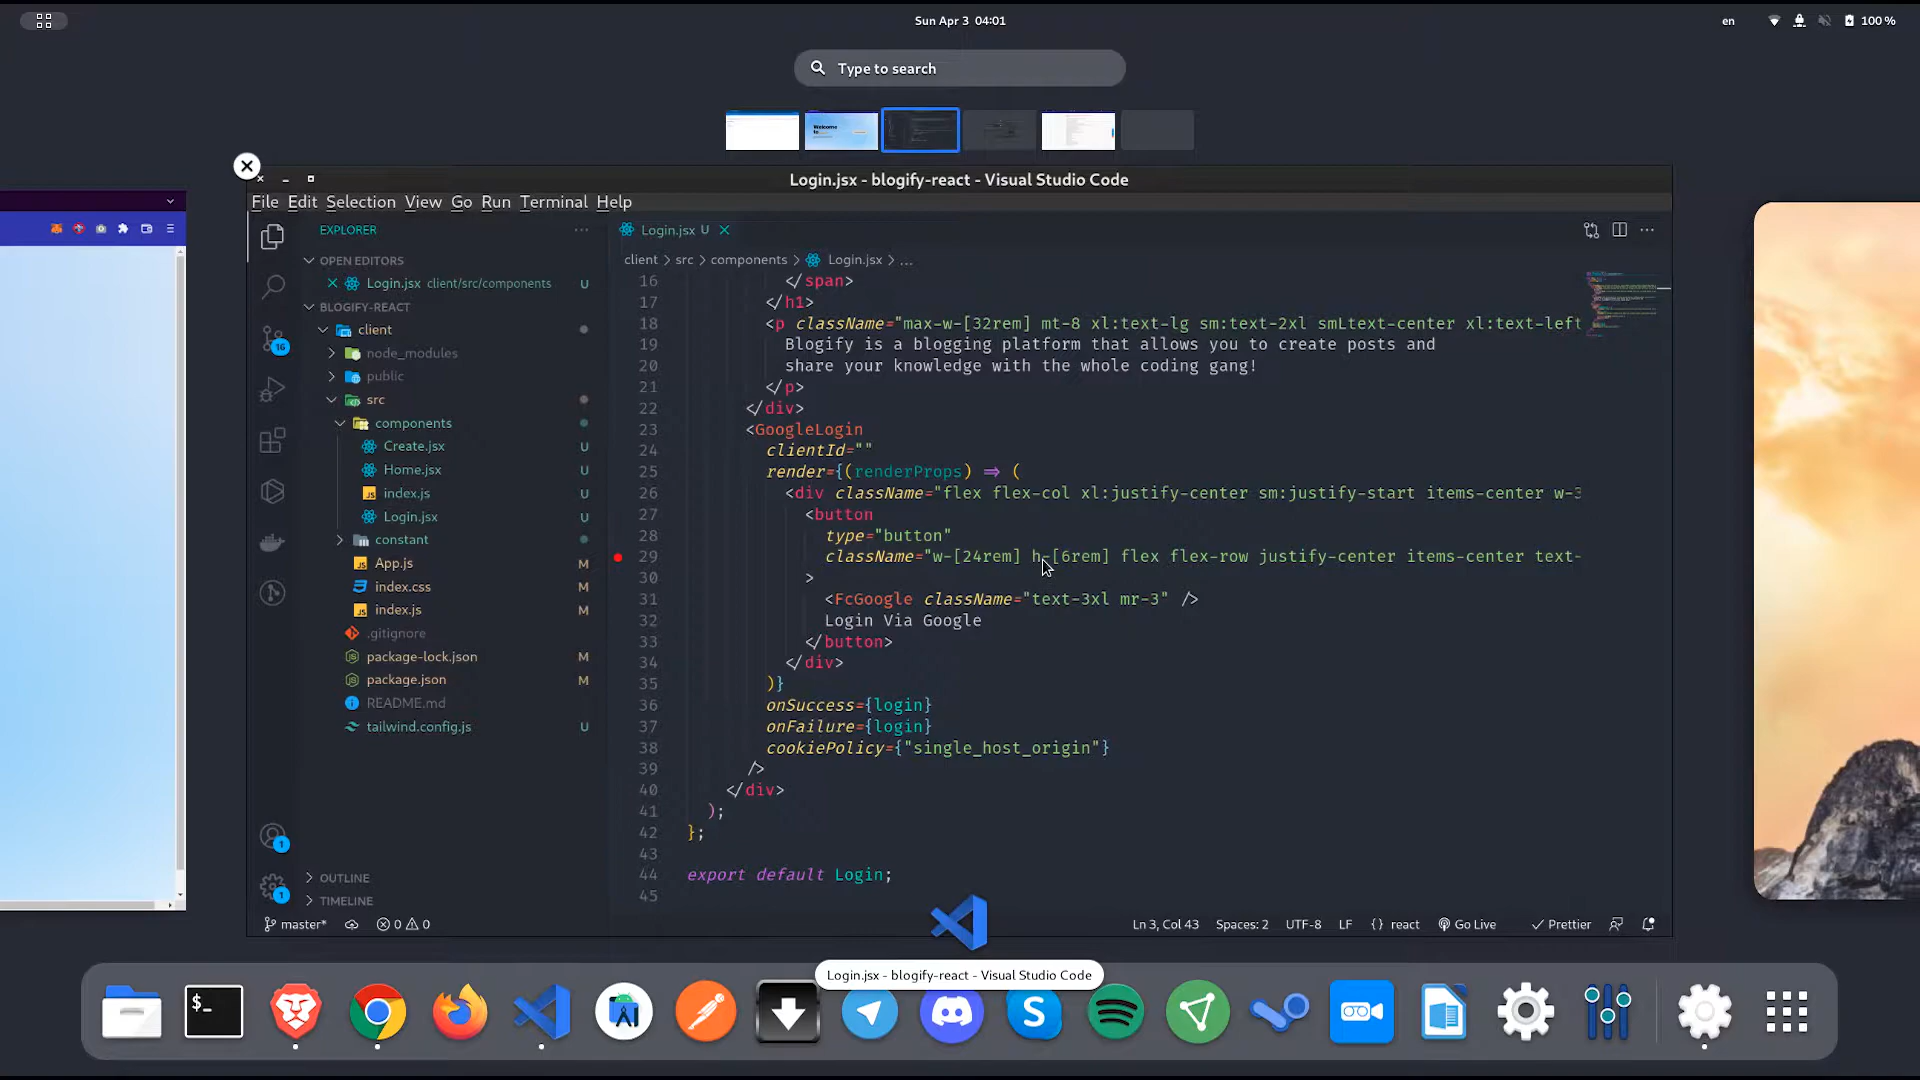 Sun Apr 3 04:01
en
100 %
Type to search
Welcome
to
Login.jsx - blogify-react - Visual Studio Code
File Edit Selection View Go Run Terminal Help
EXPLORER
Login.jsx U
OPEN EDITORS
client > src > components > Login.jsx > ...
Login.jsx client/src/components U
BLOGIFY-REACT
client
node_modules
public
src
components
Create.jsx U
Home.jsx U
index.js U
Login.jsx U
constant
App.js M
index.css M
index.js M
.gitignore
package-lock.json M
package.json M
README.md
tailwind.config.js U
OUTLINE
TIMELINE
16
1
1
16 </span>
17 </h1>
18 <p className="max-w-[32rem] mt-8 xl:text-lg sm:text-2xl smLtext-center xl:text-left
19 Blogify is a blogging platform that allows you to create posts and
20 share your knowledge with the whole coding gang!
21 </p>
22 </div>
23 <GoogleLogin
24 clientId=""
25 render={(renderProps) => (
26 <div className="flex flex-col xl:justify-center sm:justify-start items-center w-3
27 <button
28 type="button"
29 className="w-[24rem] h-[6rem] flex flex-row justify-center items-center text-
30 >
31 <FcGoogle className="text-3xl mr-3" />
32 Login Via Google
33 </button>
34 </div>
35 )}
36 onSuccess={login}
37 onFailure={login}
38 cookiePolicy={"single_host_origin"}
39 />
40 </div>
41 );
42 };
43
44 export default Login;
45
master* 0 0
Ln 3, Col 43 Spaces: 2 UTF-8 LF {} react Go Live Prettier
Login.jsx - blogify-react - Visual Studio Code
$_
S